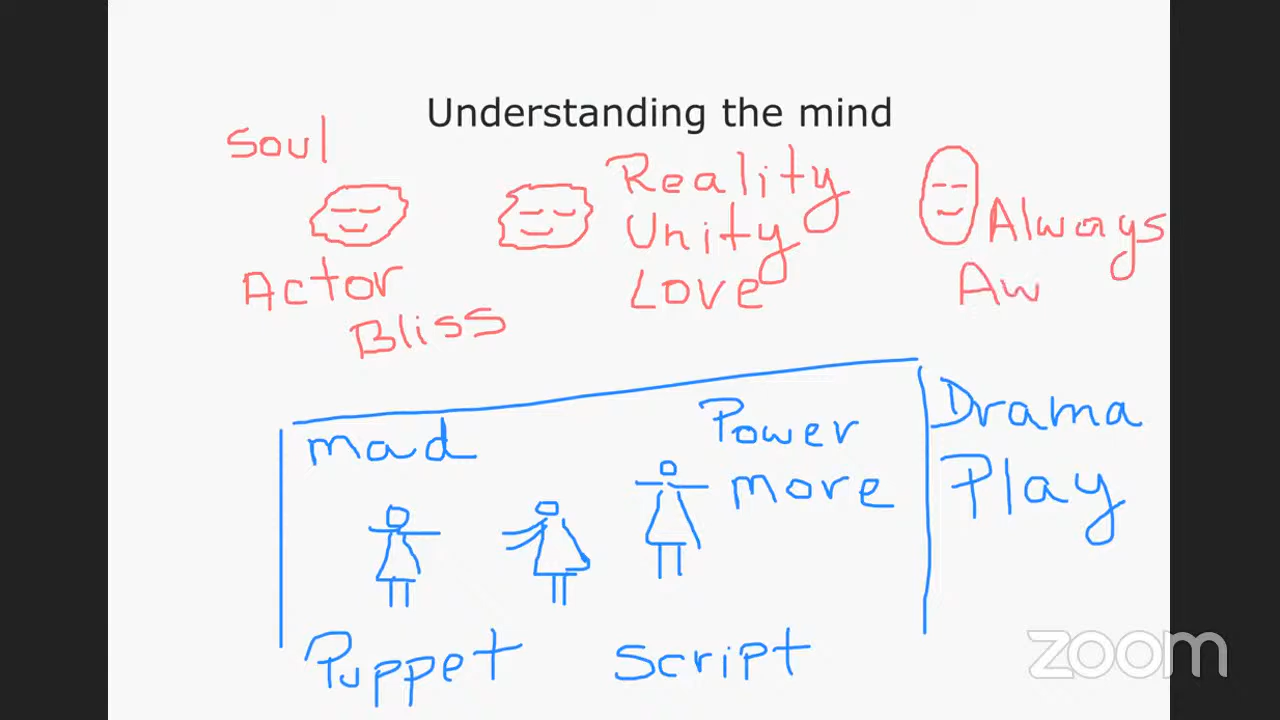 Understanding the mind
Soul
Reality
Unity
Love
Always
Aw
Actor
Bliss
mad
Power
more
Drama
Play
Puppet
Script
zoom